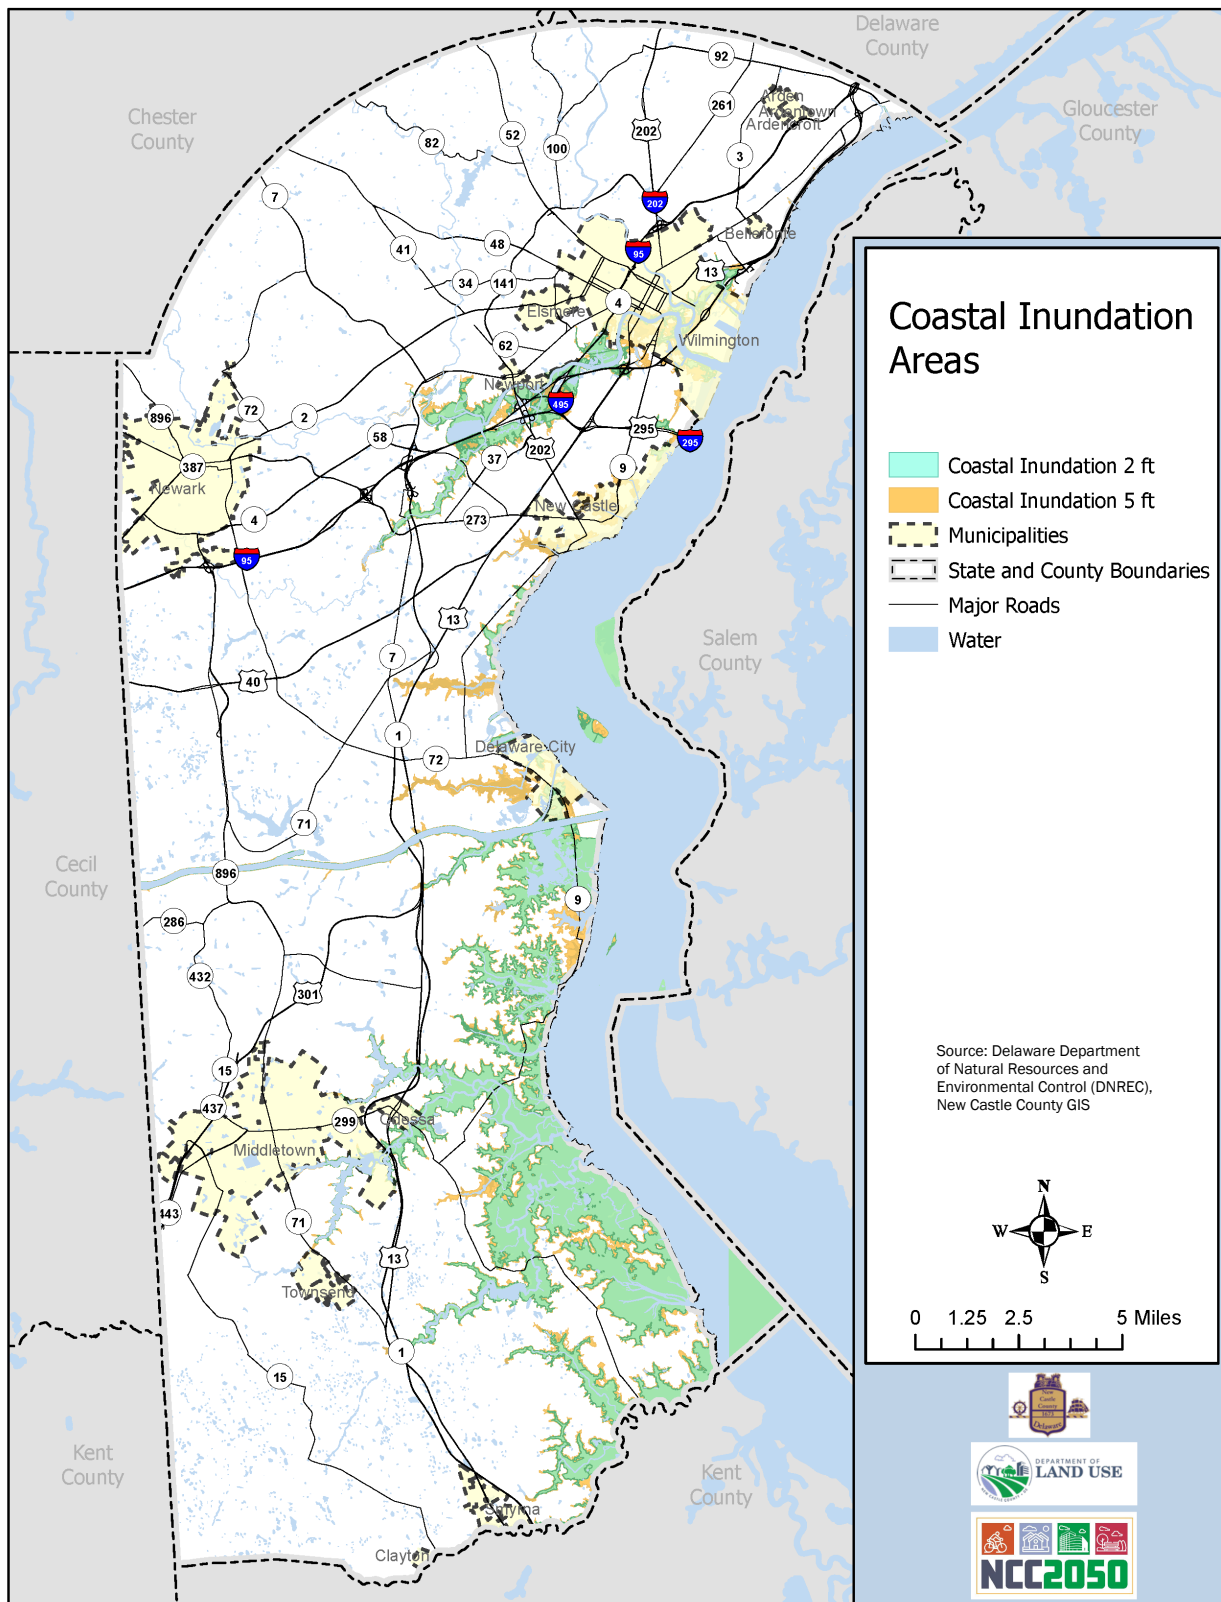 Delaware
County
Chester
County
Gloucester
County
92
Arden
Ardentown
Ardencroft
261
202
52
100
82
3
7
202
Bellefonte
48
41
95
13
34
141
4
Elsmere
Wilmington
62
Newport
495
896
72
2
58
295
295
202
37
9
387
Newark
New Castle
4
273
95
13
Salem
County
7
40
1
Delaware City
72
71
Cecil
County
896
9
286
432
301
15
437
299
Odessa
Middletown
443
71
13
Townsend
1
15
Kent
County
Kent
County
Smyrna
Clayton
Coastal Inundation
Areas
Coastal Inundation 2 ft
Coastal Inundation 5 ft
Municipalities
State and County Boundaries
Major Roads
Water
Source: Delaware Department
of Natural Resources and
Environmental Control (DNREC),
New Castle County GIS
N
W E
S
0 1.25 2.5 5 Miles
New
Castle
County
1673
Delaware
DEPARTMENT OF
LAND USE
NCC2050